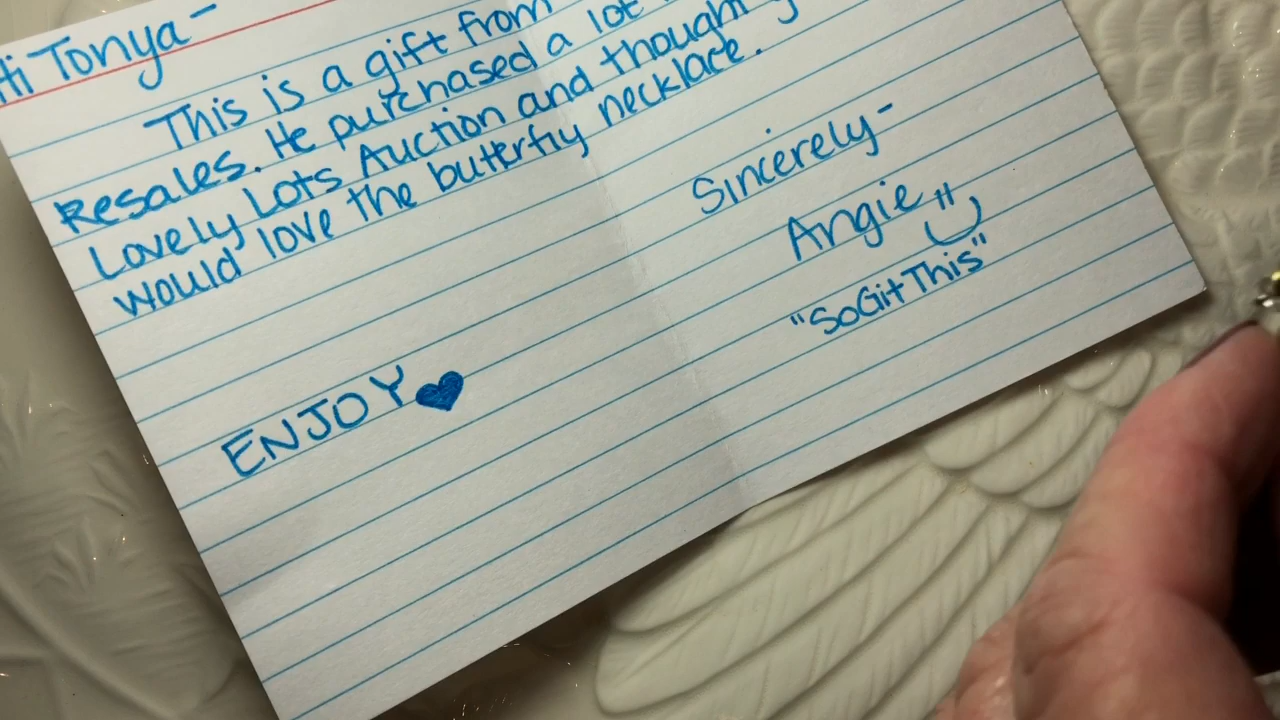 Hi Tonya-
This is a gift from
Resales. He purchased a lot
Lovely Lots Auction and thought
would love the butterfly necklace.
Sincerely-
Angie
"SoGitThis"
ENJOY